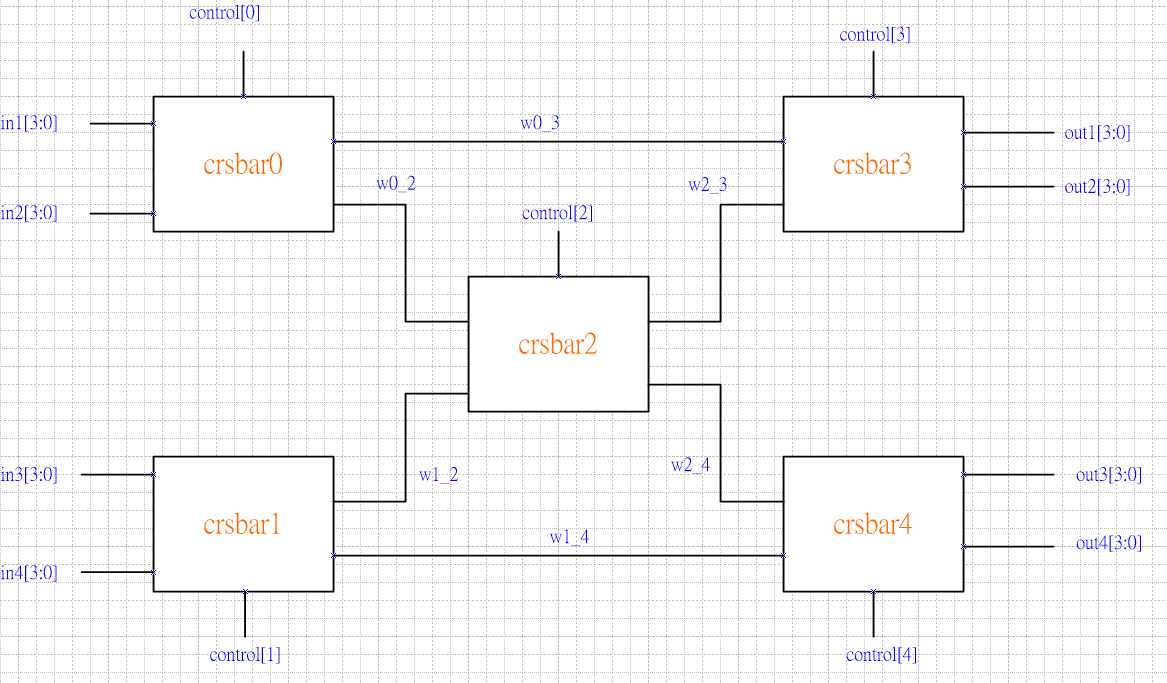 control[0]
control[3]
in1[3:0]
w0_3
out1[3:0]
crsbar0
crsbar3
w0_2
w2_3
out2[3:0]
in2[3:0]
control[2]
crsbar2
w2_4
in3[3:0]
w1_2
out3[3:0]
crsbar1
crsbar4
w1_4
out4[3:0]
in4[3:0]
control[1]
control[4]